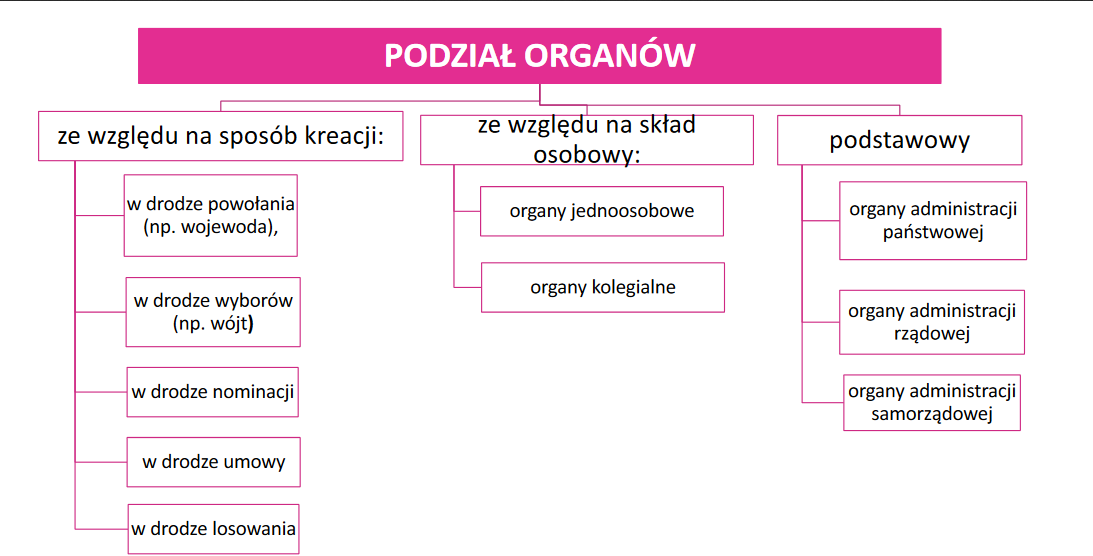 PODZIAŁ ORGANÓW
ze względu na sposób kreacji:
w drodze powołania
(np. wojewoda),
w drodze wyborów
(np. wójt)
w drodze nominacji
w drodze umowy
w drodze losowania
ze względu na skład
osobowy:
organy jednoosobowe
organy kolegialne
podstawowy
organy administracji
państwowej
organy administracji
rządowej
organy administracji
samorządowej